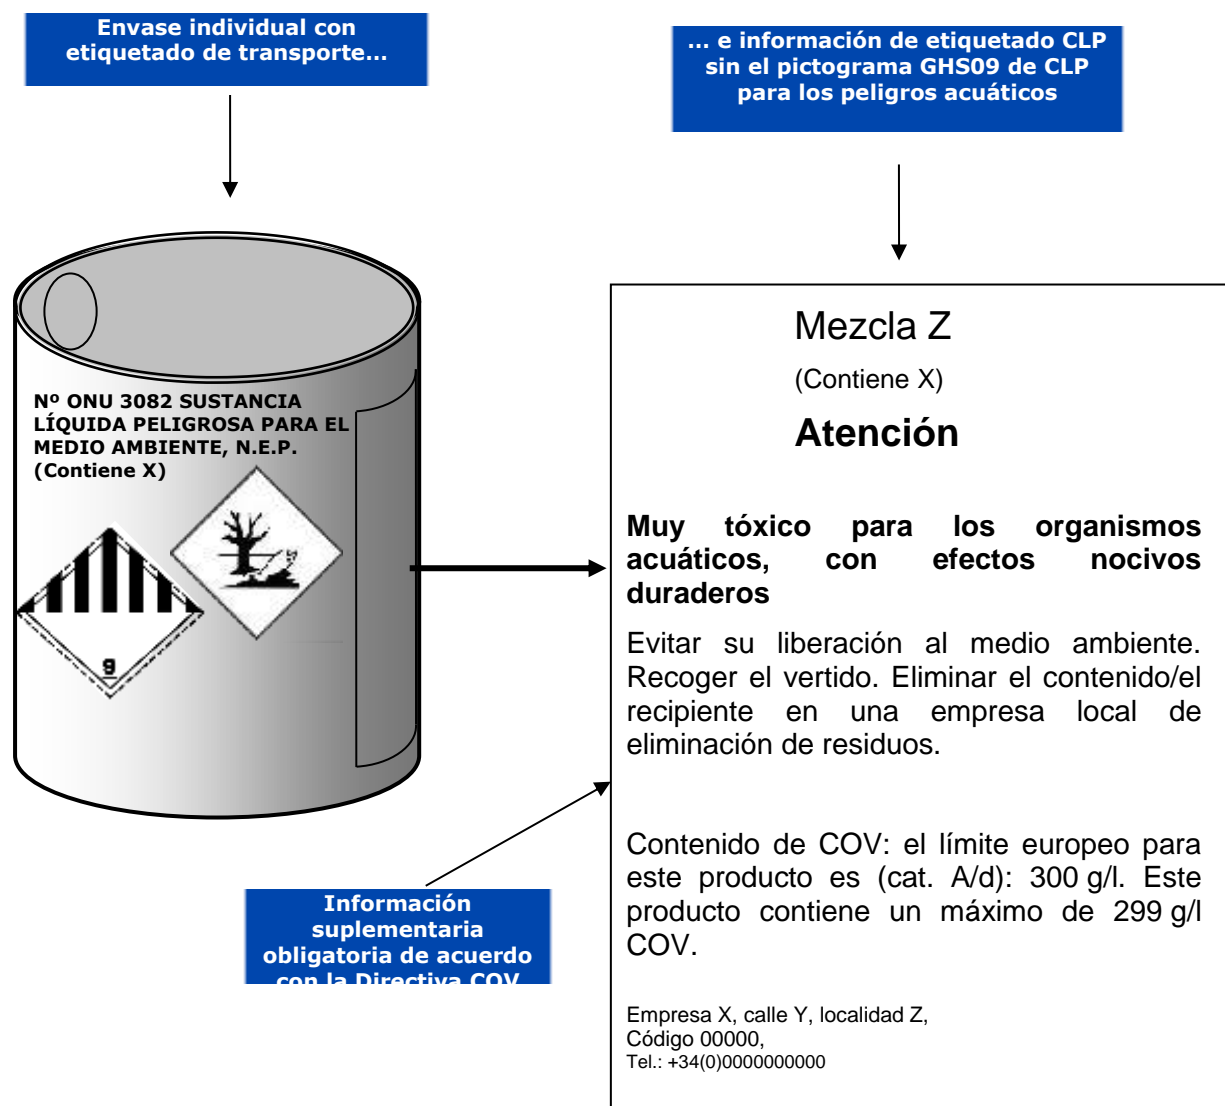 Envase individual con
etiquetado de transporte...
... e información de etiquetado CLP
sin el pictograma GHS09 de CLP
para los peligros acuáticos
Nº ONU 3082 SUSTANCIA
LÍQUIDA PELIGROSA PARA EL
MEDIO AMBIENTE, N.E.P.
(Contiene X)
9
Mezcla Z
(Contiene X)
Atención
Muy tóxico para los organismos
acuáticos, con efectos nocivos
duraderos
Evitar su liberación al medio ambiente.
Recoger el vertido. Eliminar el contenido/el
recipiente en una empresa local de
eliminación de residuos.
Contenido de COV: el límite europeo para
este producto es (cat. A/d): 300 g/l. Este
producto contiene un máximo de 299 g/l
COV.
Empresa X, calle Y, localidad Z,
Código 00000,
Tel.: +34(0)0000000000
Información
suplementaria
obligatoria de acuerdo
con la Directiva COV